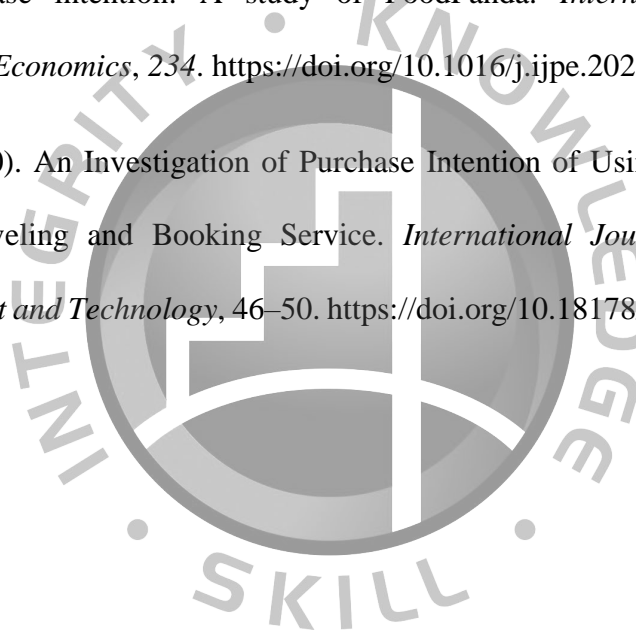 ase Intention: A study of FoodPanda. Intern
Economics, 234. https://doi.org/10.1016/j.ijpe.202
0). An Investigation of Purchase Intention of Usi
veling and Booking Service. International Jou
t and Technology, 46–50. https://doi.org/10.18178
INTEGRITY • KNOWLEDGE • SKILL •